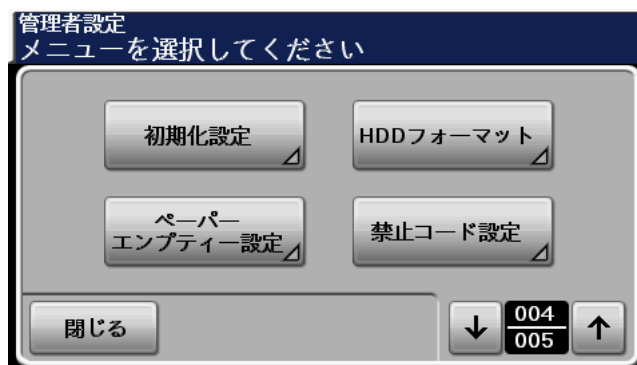 管理者設定
メニューを選択してください
初期化設定
HDDフォーマット
ペーパー
エンプティー設定
禁止コード設定
閉じる
↓
004
005
↑